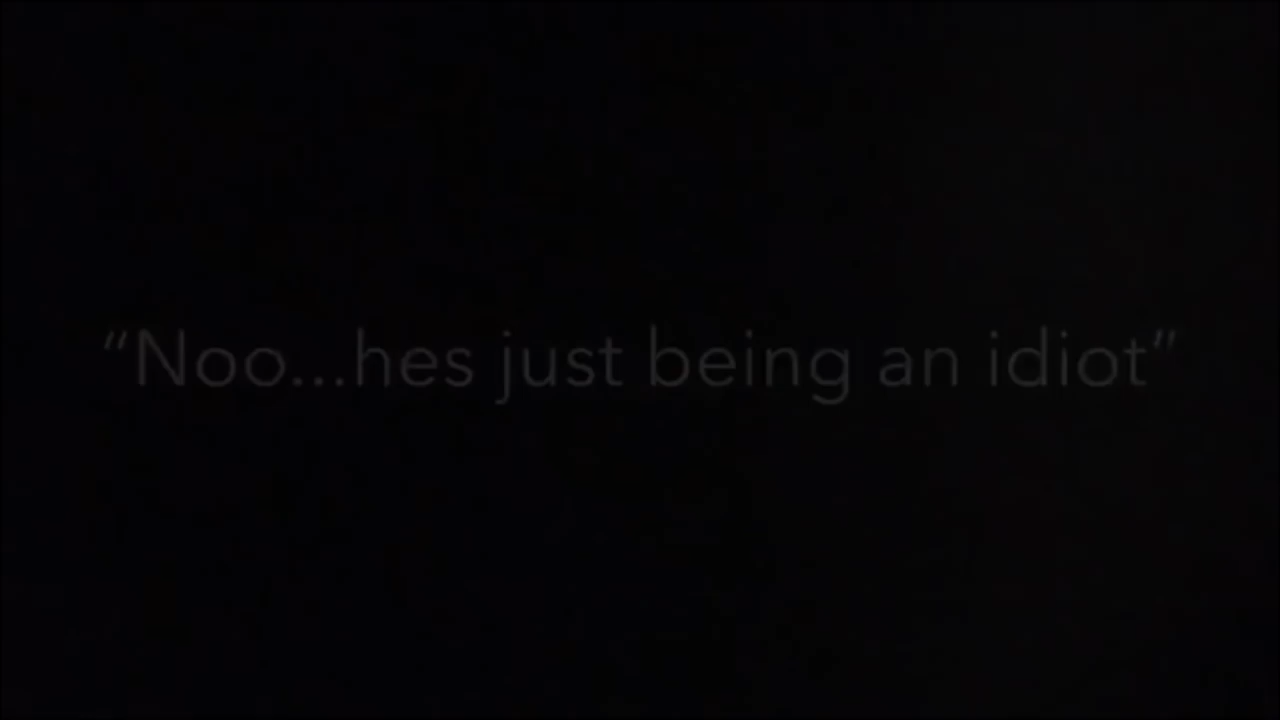 “Noo...hes just being an idiot”